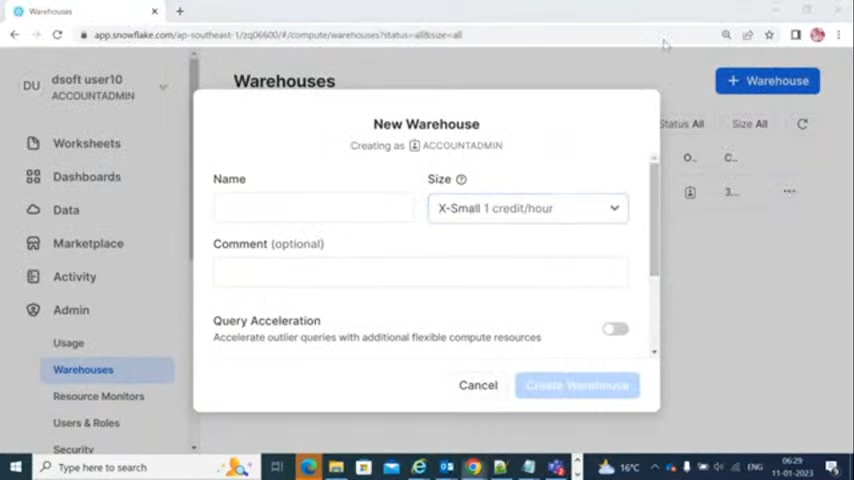 Warehouses
app.snowflake.com/ap-southeast-1/zq06600/#/compute/warehouses?status=all&size=all
DU
dsoft user10
ACCOUNTADMIN
Warehouses
+ Warehouse
Status All
Size All
O...
C...
3...
Worksheets
Dashboards
Data
Marketplace
Activity
Admin
Usage
Warehouses
Resource Monitors
Users & Roles
Security
New Warehouse
Creating as ACCOUNTADMIN
Name
Size
X-Small 1 credit/hour
Comment (optional)
Query Acceleration
Accelerate outlier queries with additional flexible compute resources
Cancel
Create Warehouse
Type here to search
16°C
ENG
06:29
11-01-2023